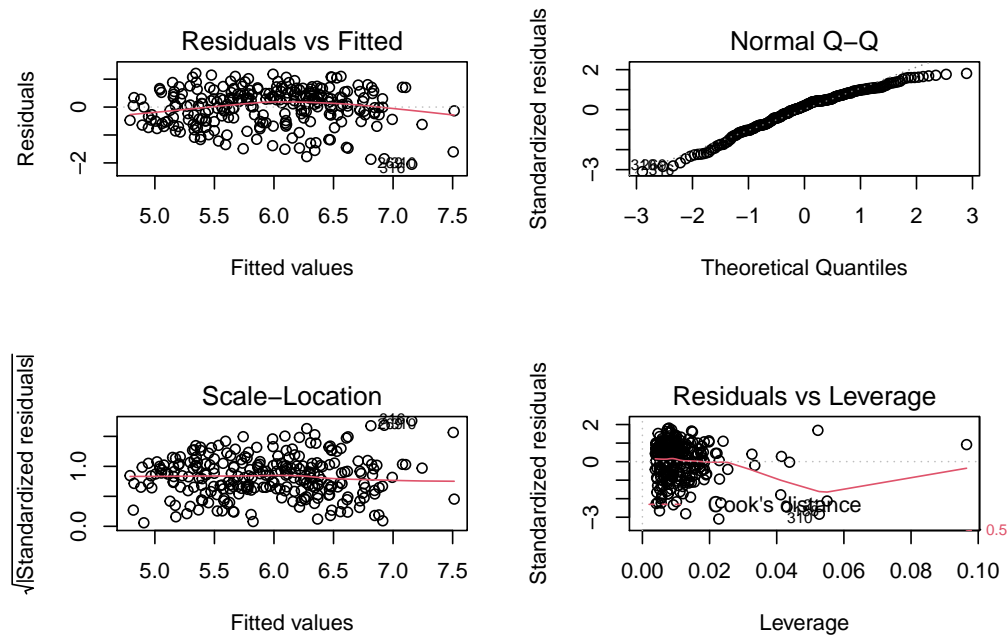 Residuals vs Fitted
Residuals
0
−2
310
5.0 5.5 6.0 6.5 7.0 7.5
Fitted values
Normal Q−Q
Standardized residuals
2
0
−3
310
−3 −2 −1 0 1 2 3
Theoretical Quantiles
Scale−Location
√|Standardized residuals|
1.0
0.0
5.0 5.5 6.0 6.5 7.0 7.5
Fitted values
Residuals vs Leverage
Standardized residuals
2
0
−3
Cook's distance
310
0.5
0.00 0.02 0.04 0.06 0.08 0.10
Leverage